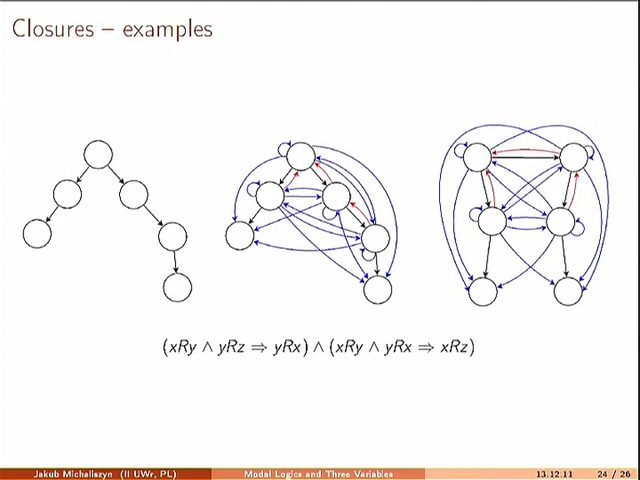 Closures – examples
(xRy ∧ yRz ⇒ yRx) ∧ (xRy ∧ yRx ⇒ xRz)
Jakub Michaliszyn (II UWr, PL) Modal Logics and Three Variables 13.12.11 24 / 26